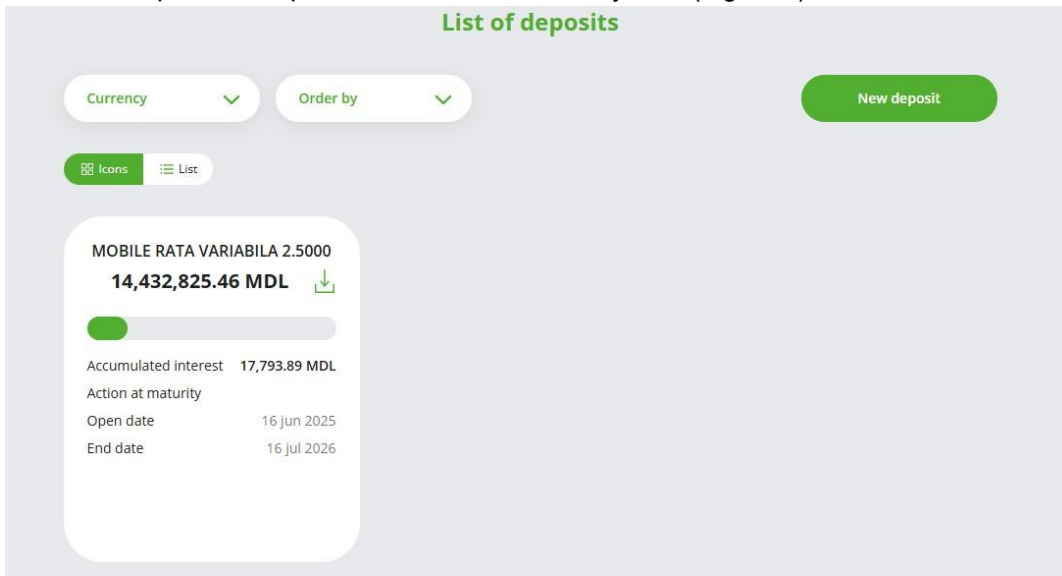 List of deposits
Currency Order by New deposit
Icons List
MOBILE RATA VARIABILA 2.5000
14,432,825.46 MDL
Accumulated interest 17,793.89 MDL
Action at maturity
Open date 16 jun 2025
End date 16 jul 2026